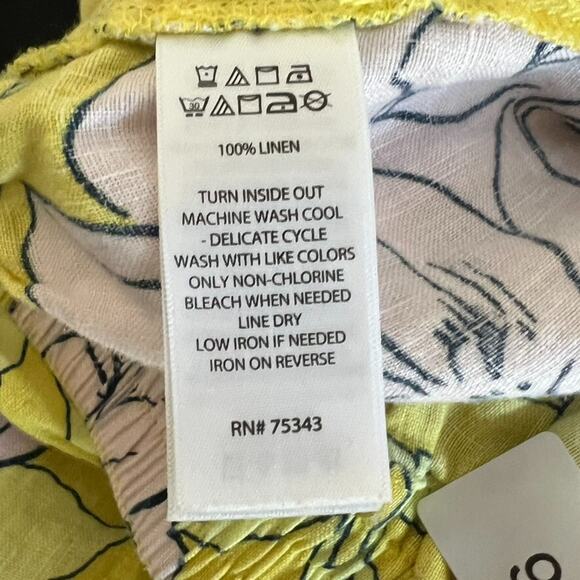 30
100% LINEN
TURN INSIDE OUT
MACHINE WASH COOL
- DELICATE CYCLE
WASH WITH LIKE COLORS
ONLY NON-CHLORINE
BLEACH WHEN NEEDED
LINE DRY
LOW IRON IF NEEDED
IRON ON REVERSE
RN# 75343